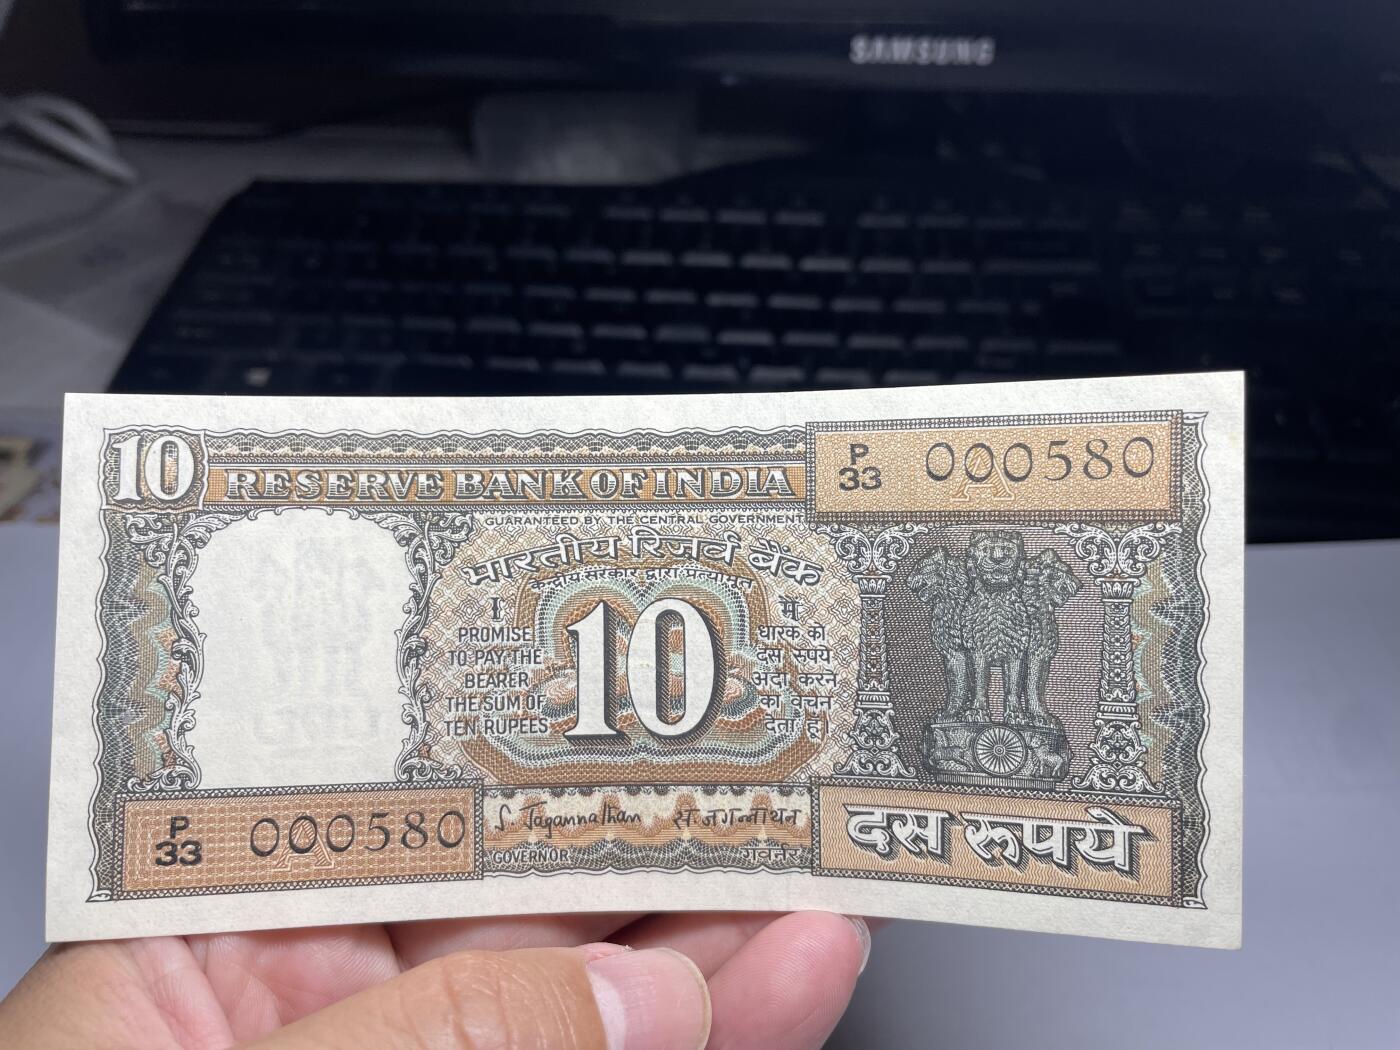 SAMSUNG
10
RESERVE BANK OF INDIA
P
33
000580
A
GUARANTEED BY THE CENTRAL GOVERNMENT
भारतीय रिजर्व बैंक
केन्द्रीय सरकार द्वारा प्रत्याभूत
I
PROMISE
TO PAY THE
BEARER
THE SUM OF
TEN RUPEES
10
मैं
धारक को
दस रुपये
अदा करने
का वचन
देता हूं।
P
33
000580
A
S Jagannathan
स जगन्नाथन
GOVERNOR
गवर्नर
दस रुपये